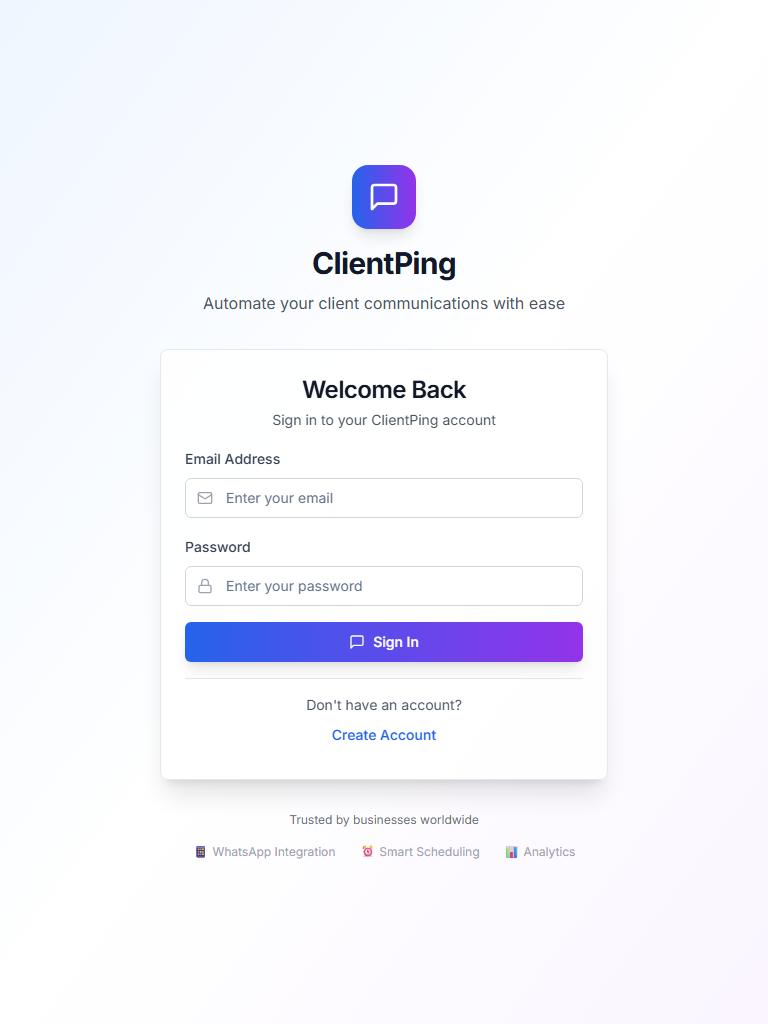 ClientPing
Automate your client communications with ease
Welcome Back
Sign in to your ClientPing account
Email Address
Enter your email
Password
Enter your password
Sign In
Don't have an account?
Create Account
Trusted by businesses worldwide
WhatsApp Integration Smart Scheduling Analytics